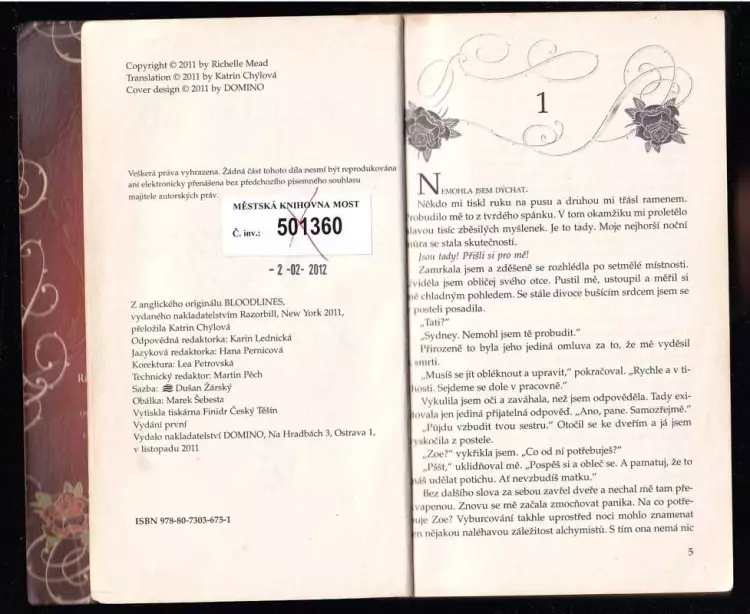 Copyright © 2011 by Richelle Mead
Translation © 2011 by Katrin Chýlová
Cover design © 2011 by DOMINO
Veškerá práva vyhrazena. Žádná část tohoto díla nesmí být reprodukována
ani elektronicky přenášena bez předchozího písemného souhlasu
majitele autorských práv.
MĚSTSKÁ KNIHOVNA MOST
Č. inv.: 501360
- 2 -02- 2012
Z anglického originálu BLOODLINES,
vydaného nakladatelstvím Razorbill, New York 2011,
přeložila Katrin Chýlová
Odpovědná redaktorka: Karin Lednická
Jazyková redaktorka: Hana Pernicová
Korektura: Lea Petrovská
Technický redaktor: Martin Pěch
Sazba: Dušan Žárský
Obálka: Marek Šebesta
Vytiskla tiskárna Finidr Český Těšín
Vydání první
Vydalo nakladatelství DOMINO, Na Hradbách 3, Ostrava 1,
v listopadu 2011
ISBN 978-80-7303-675-1
1
NEMOHLA JSEM DÝCHAT.
Někdo mi tiskl ruku na pusu a druhou mi třásl ramenem.
robudilo mě to z tvrdého spánku. V tom okamžiku mi proletělo
lavou tisíc zběsilých myšlenek. Je to tady. Moje nejhorší noční
můra se stala skutečností.
Jsou tady! Přišli si pro mě!
Zamrkala jsem a zděšeně se rozhlédla po setmělé místnosti.
viděla jsem obličej svého otce. Pustil mě, ustoupil a měřil si
mě chladným pohledem. Se stále divoce bušícím srdcem jsem se
posteli posadila.
„Tati?"
„Sydney. Nemohl jsem tě probudit."
Přirozeně to byla jeho jediná omluva za to, že mě vyděsil
smrti.
„Musíš se jít obléknout a upravit," pokračoval. „Rychle a v ti-
hosti. Sejdeme se dole v pracovně."
Vykulila jsem oči a zaváhala, než jsem odpověděla. Tady exi-
tovala jen jediná přijatelná odpověď. „Ano, pane. Samozřejmě."
„Půjdu vzbudit tvou sestru." Otočil se ke dveřím a já jsem
yskočila z postele.
„Zoe?" vykřikla jsem. „Co od ní potřebuješ?"
„Pššt," uklidňoval mě. „Pospěš si a obleč se. A pamatuj, že to
máš udělat potichu. Ať nevzbudíš matku."
Bez dalšího slova za sebou zavřel dveře a nechal mě tam pře-
vapenou. Znovu se mě začala zmocňovat panika. Na co potře-
uje Zoe? Vyburcování takhle uprostřed noci mohlo znamenat
en nějakou naléhavou záležitost alchymistů. S tím ona nemá nic
5